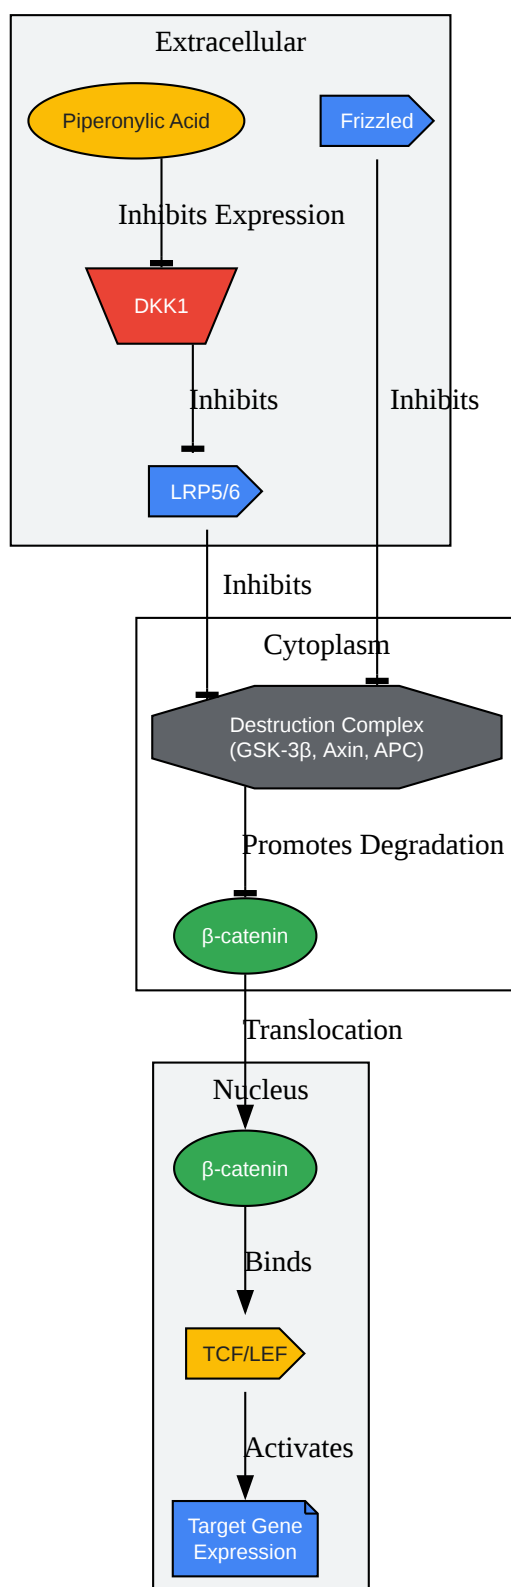 Extracellular
Piperonylic Acid
Frizzled
Inhibits Expression
DKK1
Inhibits
Inhibits
LRP5/6
Inhibits
Cytoplasm
Destruction Complex
(GSK-3β, Axin, APC)
Promotes Degradation
β-catenin
Translocation
Nucleus
β-catenin
Binds
TCF/LEF
Activates
Target Gene
Expression